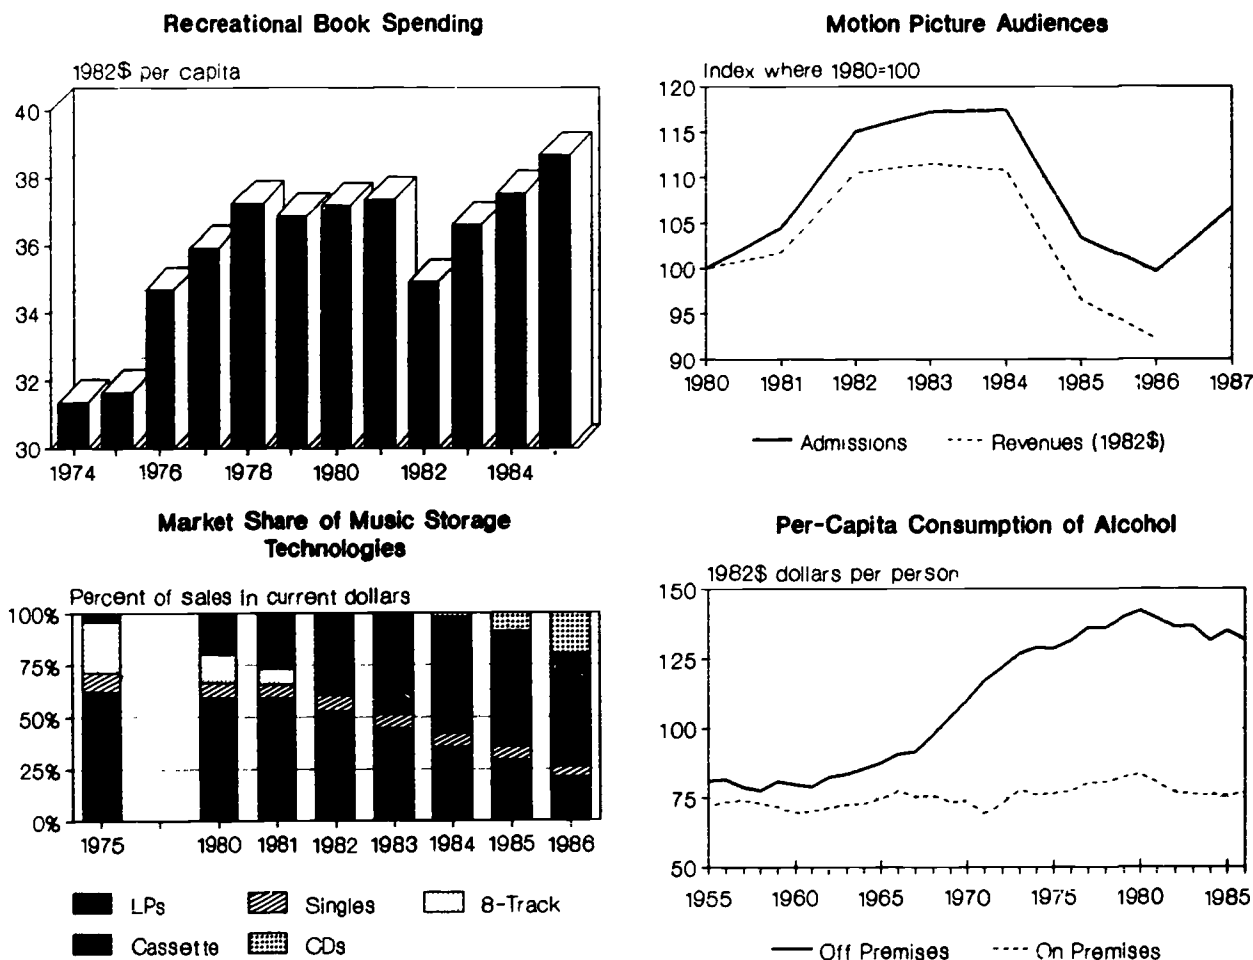 Recreational Book Spending
1982$ per capita
40
38
36
34
32
30
1974 1976 1978 1980 1982 1984
Motion Picture Audiences
Index where 1980=100
120
115
110
105
100
95
90
1980 1981 1982 1983 1984 1985 1986 1987
Admissions Revenues (1982$)
Market Share of Music Storage
Technologies
Percent of sales in current dollars
100%
75%
50%
25%
0%
1975 1980 1981 1982 1983 1984 1985 1986
LPs Singles 8-Track
Cassette CDs
Per-Capita Consumption of Alcohol
1982$ dollars per person
150
125
100
75
50
1955 1960 1965 1970 1975 1980 1985
Off Premises On Premises